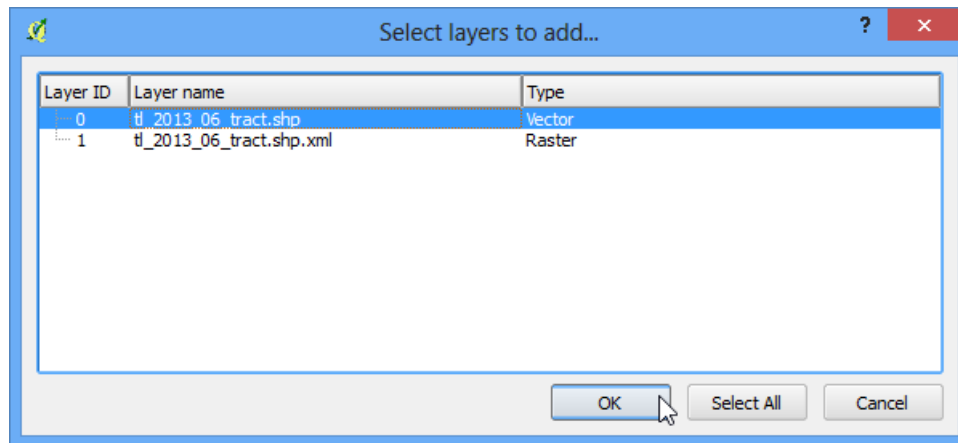 Select layers to add...
?
Layer ID Layer name Type
0 tl_2013_06_tract.shp Vector
1 tl_2013_06_tract.shp.xml Raster
OK Select All Cancel